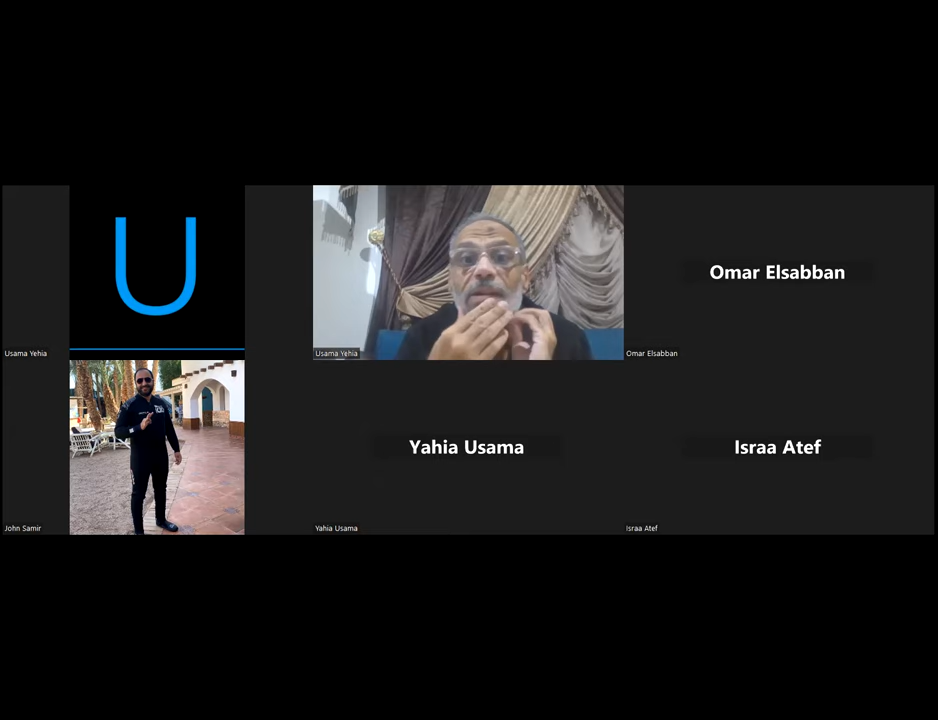 U
Usama Yehia
Usama Yehia
Omar Elsabban
Omar Elsabban
John Samir
Yahia Usama
Yahia Usama
Israa Atef
Israa Atef